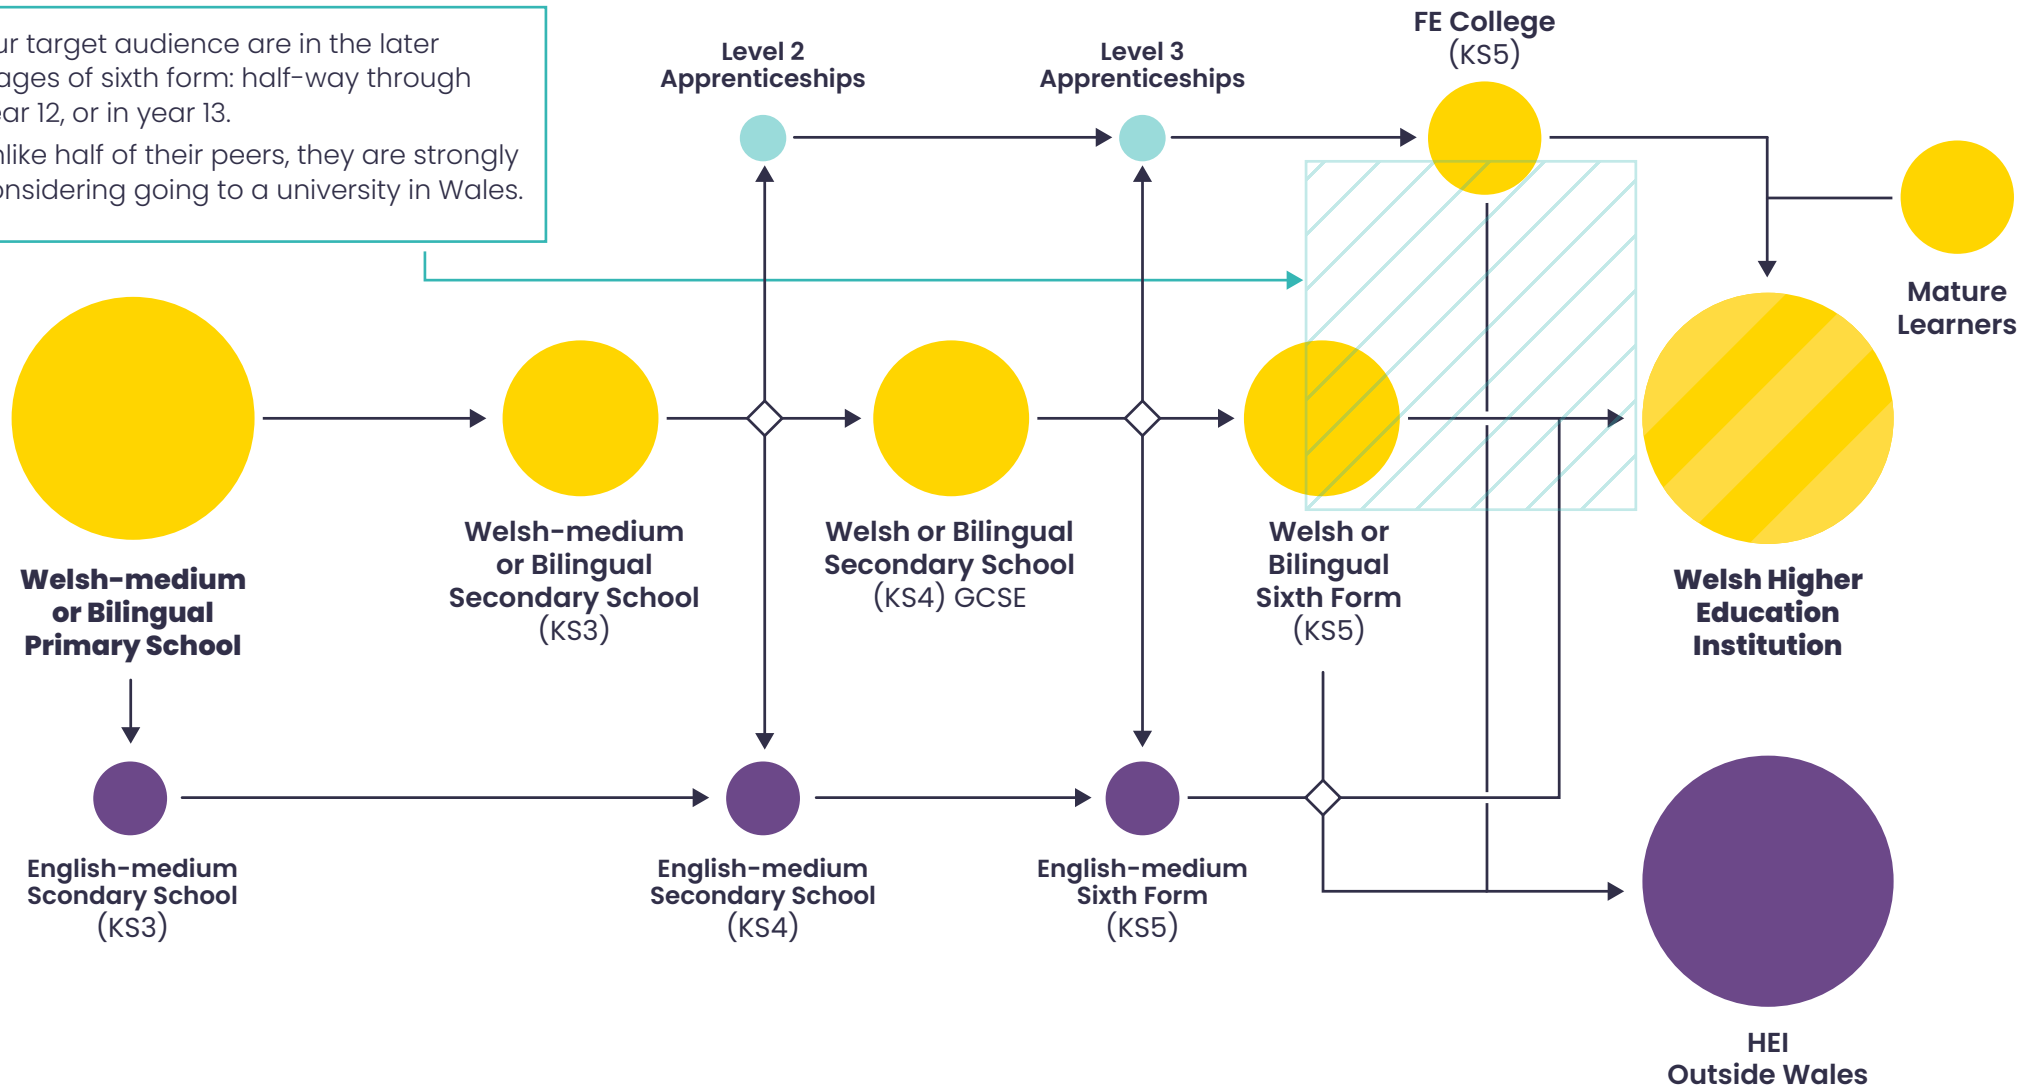 ur target audience are in the later
ages of sixth form: half-way through
ear 12, or in year 13.
nlike half of their peers, they are strongly
onsidering going to a university in Wales.
Level 2
Apprenticeships
Level 3
Apprenticeships
FE College
(KS5)
Mature
Learners
Welsh-medium
or Bilingual
Primary School
Welsh-medium
or Bilingual
Secondary School
(KS3)
Welsh or Bilingual
Secondary School
(KS4) GCSE
Welsh or
Bilingual
Sixth Form
(KS5)
Welsh Higher
Education
Institution
English-medium
Scondary School
(KS3)
English-medium
Secondary School
(KS4)
English-medium
Sixth Form
(KS5)
HEI
Outside Wales